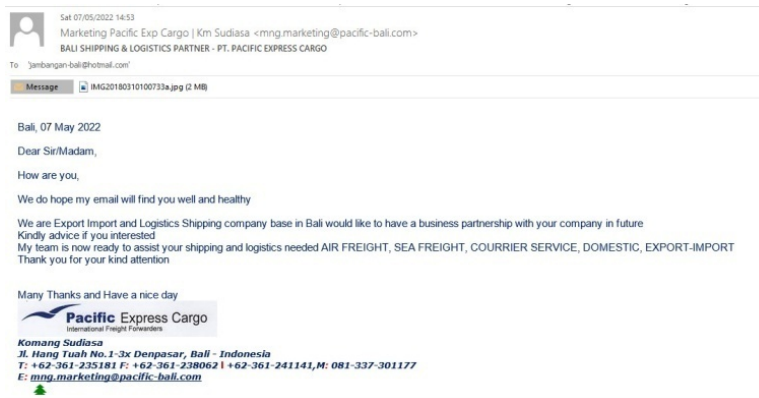 Sat 07/05/2022 14:53
Marketing Pacific Exp Cargo | Km Sudiasa <mng.marketing@pacific-bali.com>
BALI SHIPPING & LOGISTICS PARTNER - PT. PACIFIC EXPRESS CARGO
To 'jambangan-bali@hotmail.com'
Message IMG20180310100733a.jpg (2 MB)
Bali, 07 May 2022
Dear Sir/Madam,
How are you,
We do hope my email will find you well and healthy
We are Export Import and Logistics Shipping company base in Bali would like to have a business partnership with your company in future
Kindly advice if you interested
My team is now ready to assist your shipping and logistics needed AIR FREIGHT, SEA FREIGHT, COURRIER SERVICE, DOMESTIC, EXPORT-IMPORT
Thank you for your kind attention
Many Thanks and Have a nice day
Pacific Express Cargo
International Freight Forwarders
Komang Sudiasa
Jl. Hang Tuah No.1-3x Denpasar, Bali - Indonesia
T: +62-361-235181 F: +62-361-238062 I +62-361-241141,M: 081-337-301177
E: mng.marketing@pacific-bali.com